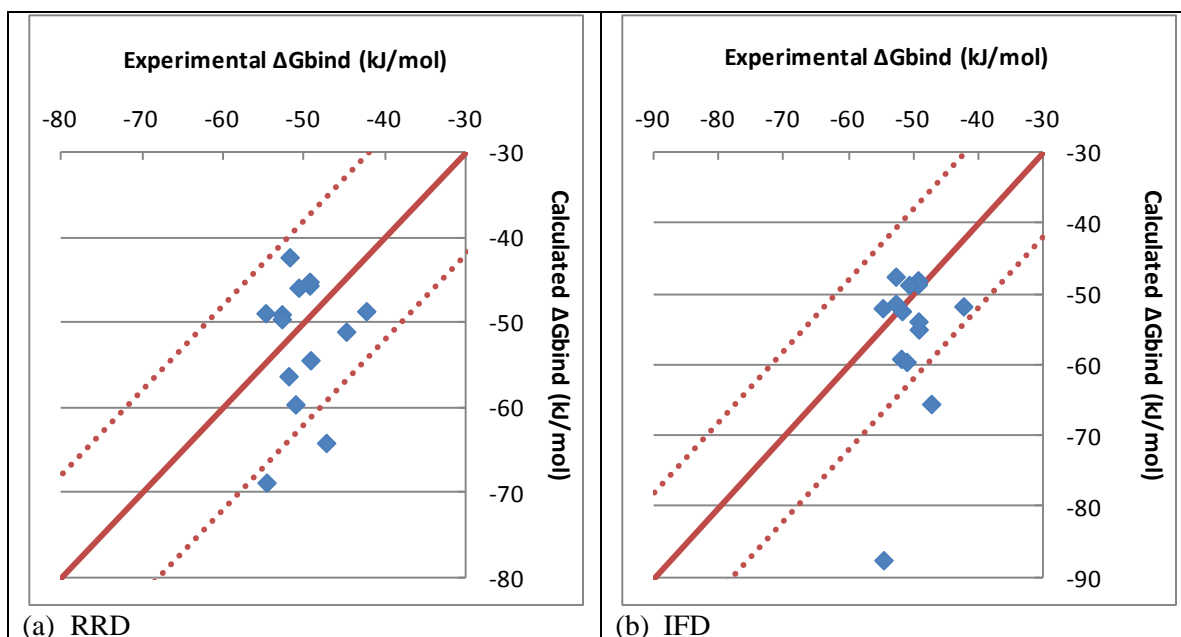 Experimental ΔGbind (kJ/mol)
-80 -70 -60 -50 -40 -30
-30
-40
-50
-60
-70
-80
Calculated ΔGbind (kJ/mol)
(a) RRD
Experimental ΔGbind (kJ/mol)
-90 -80 -70 -60 -50 -40 -30
-30
-40
-50
-60
-70
-80
-90
Calculated ΔGbind (kJ/mol)
(b) IFD